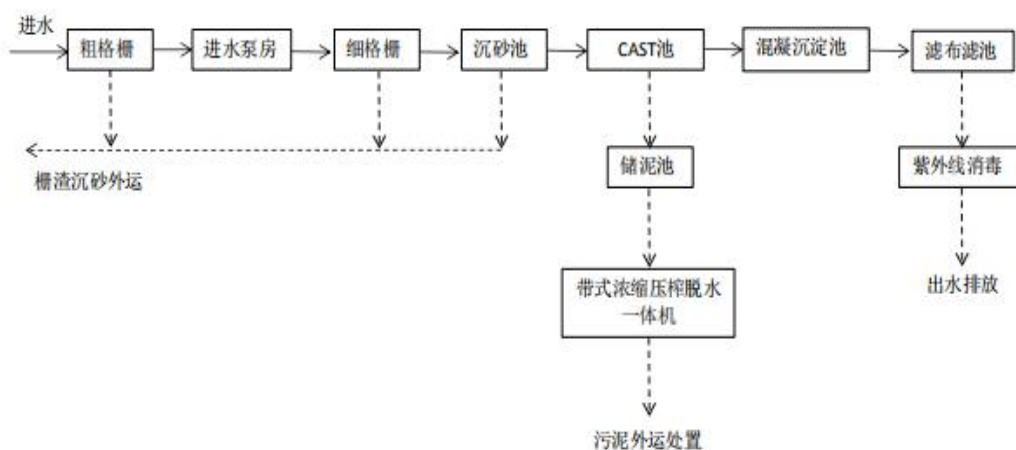 进水
粗格栅
进水泵房
细格栅
沉砂池
CAST池
混凝沉淀池
滤布滤池
栅渣沉砂外运
储泥池
紫外线消毒
带式浓缩压榨脱水
一体机
出水排放
污泥外运处置